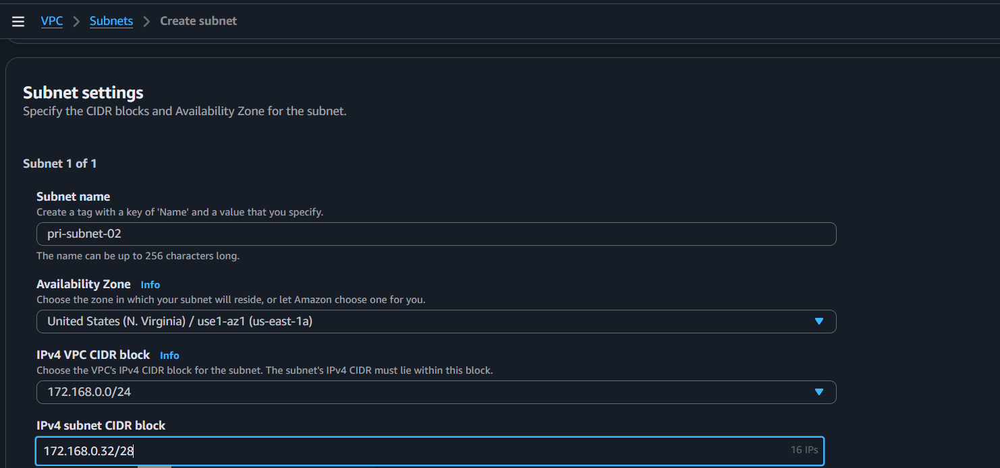 VPC > Subnets > Create subnet
Subnet settings
Specify the CIDR blocks and Availability Zone for the subnet.
Subnet 1 of 1
Subnet name
Create a tag with a key of 'Name' and a value that you specify.
pri-subnet-02
The name can be up to 256 characters long.
Availability Zone Info
Choose the zone in which your subnet will reside, or let Amazon choose one for you.
United States (N. Virginia) / use1-az1 (us-east-1a)
IPv4 VPC CIDR block Info
Choose the VPC's IPv4 CIDR block for the subnet. The subnet's IPv4 CIDR must lie within this block.
172.168.0.0/24
IPv4 subnet CIDR block
172.168.0.32/28 16 IPs